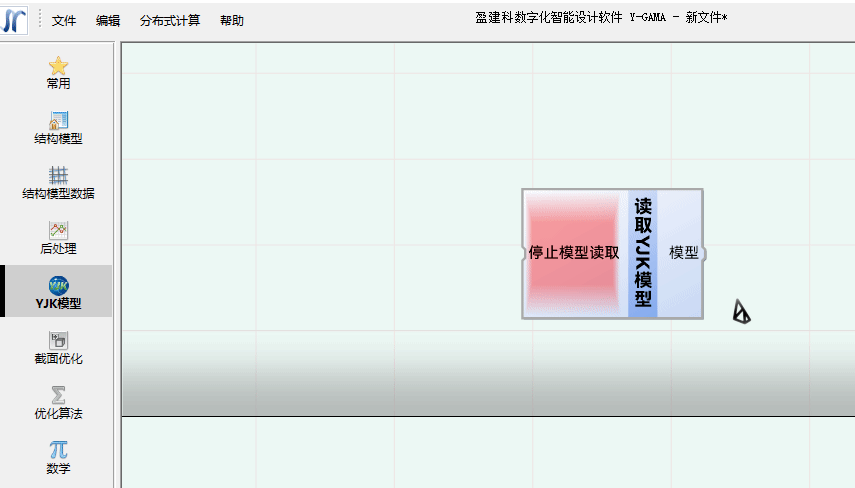 文件 编辑 分布式计算 帮助 盈建科数字化智能设计软件 Y-GAMA - 新文件*
常用
结构模型
结构模型数据
后处理
YJK模型
截面优化
优化算法
数学
停止模型读取
读取YJK模型
模型